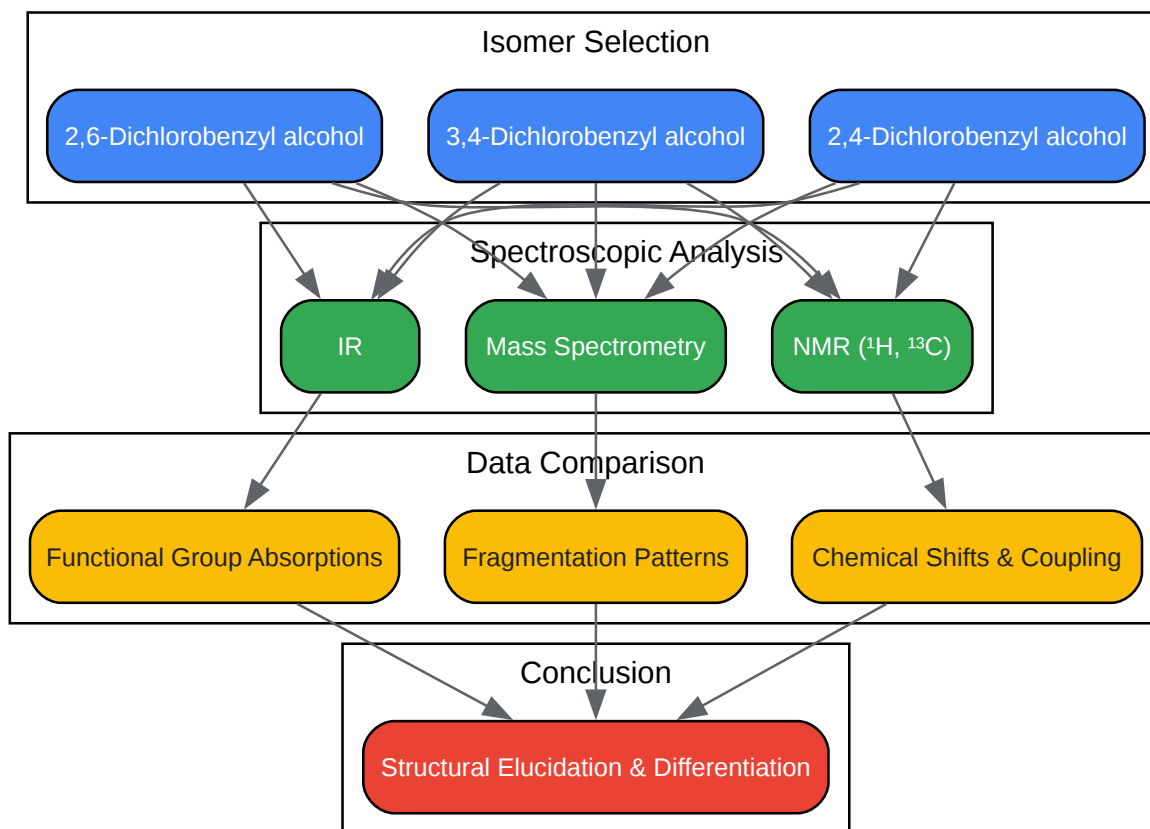 Isomer Selection
2,6-Dichlorobenzyl alcohol
3,4-Dichlorobenzyl alcohol
2,4-Dichlorobenzyl alcohol
Spectroscopic Analysis
IR
Mass Spectrometry
NMR (¹H, ¹³C)
Data Comparison
Functional Group Absorptions
Fragmentation Patterns
Chemical Shifts & Coupling
Conclusion
Structural Elucidation & Differentiation